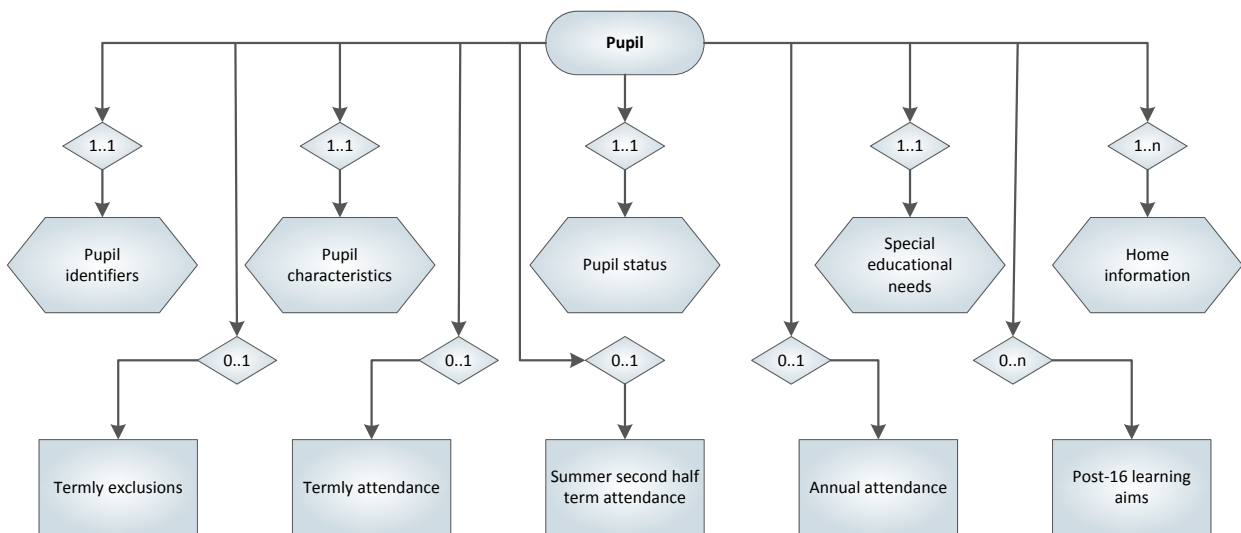 Pupil
1..1
1..1
1..1
1..1
1..n
Pupil
identifiers
Pupil
characteristics
Pupil status
Special
educational
needs
Home
information
0..1
0..1
0..1
0..1
0..n
Termly exclusions
Termly attendance
Summer second half
term attendance
Annual attendance
Post-16 learning
aims